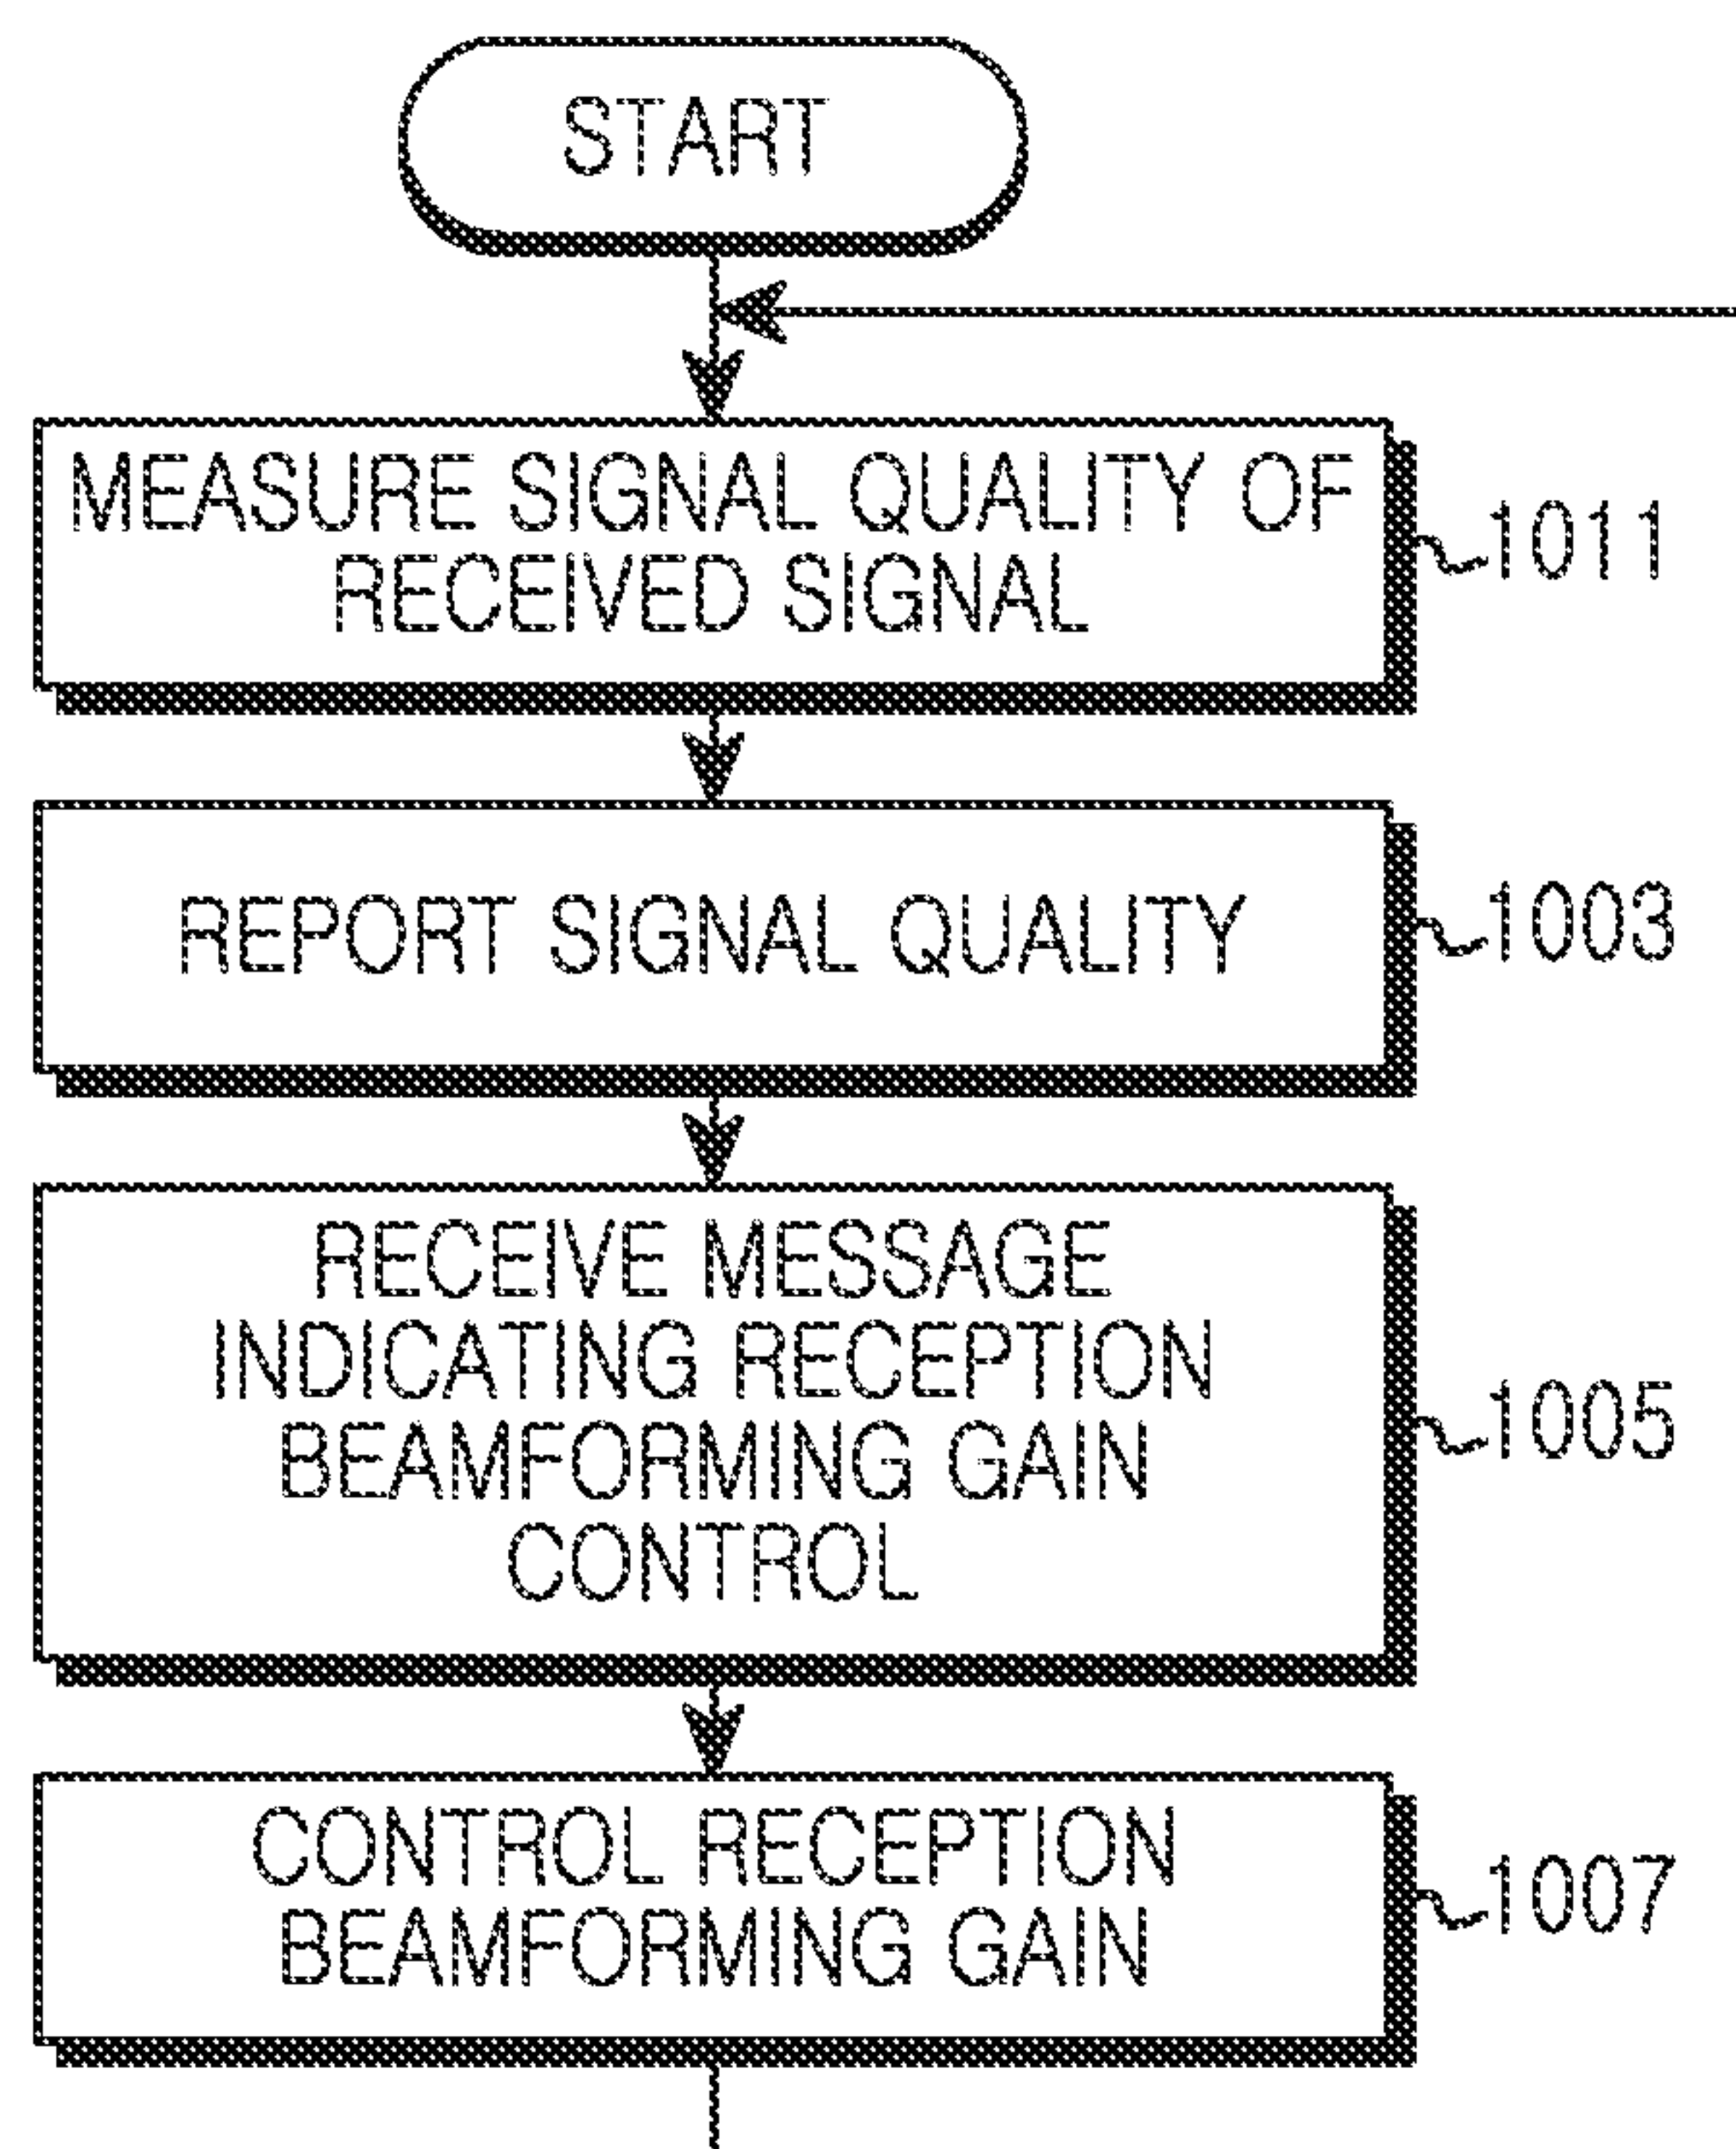 START
MEASURE SIGNAL QUALITY OF
RECEIVED SIGNAL
1011
REPORT SIGNAL QUALITY
1003
RECEIVE MESSAGE
INDICATING RECEPTION
BEAMFORMING GAIN
CONTROL
1005
CONTROL RECEPTION
BEAMFORMING GAIN
1007